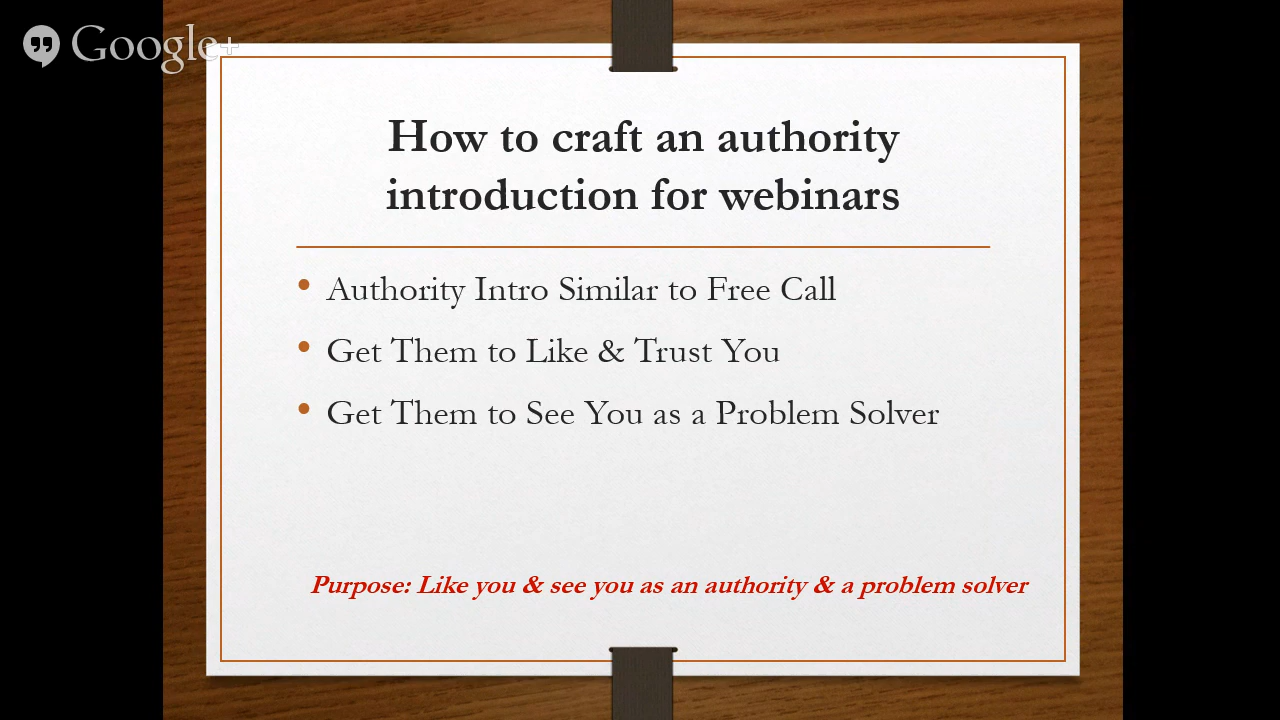 Google+
How to craft an authority
introduction for webinars
• Authority Intro Similar to Free Call
• Get Them to Like & Trust You
• Get Them to See You as a Problem Solver
Purpose: Like you & see you as an authority & a problem solver